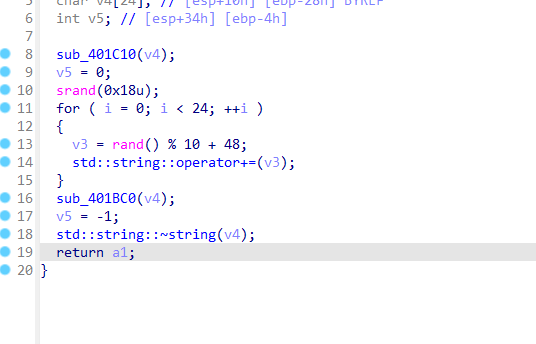 5 char v4[24]; // [esp+10h] [ebp-28h] BYREF
6 int v5; // [esp+34h] [ebp-4h]
7
8 sub_401C10(v4);
9 v5 = 0;
10 srand(0x18u);
11 for ( i = 0; i < 24; ++i )
12 {
13 v3 = rand() % 10 + 48;
14 std::string::operator+=(v3);
15 }
16 sub_401BC0(v4);
17 v5 = -1;
18 std::string::~string(v4);
19 return a1;
20 }